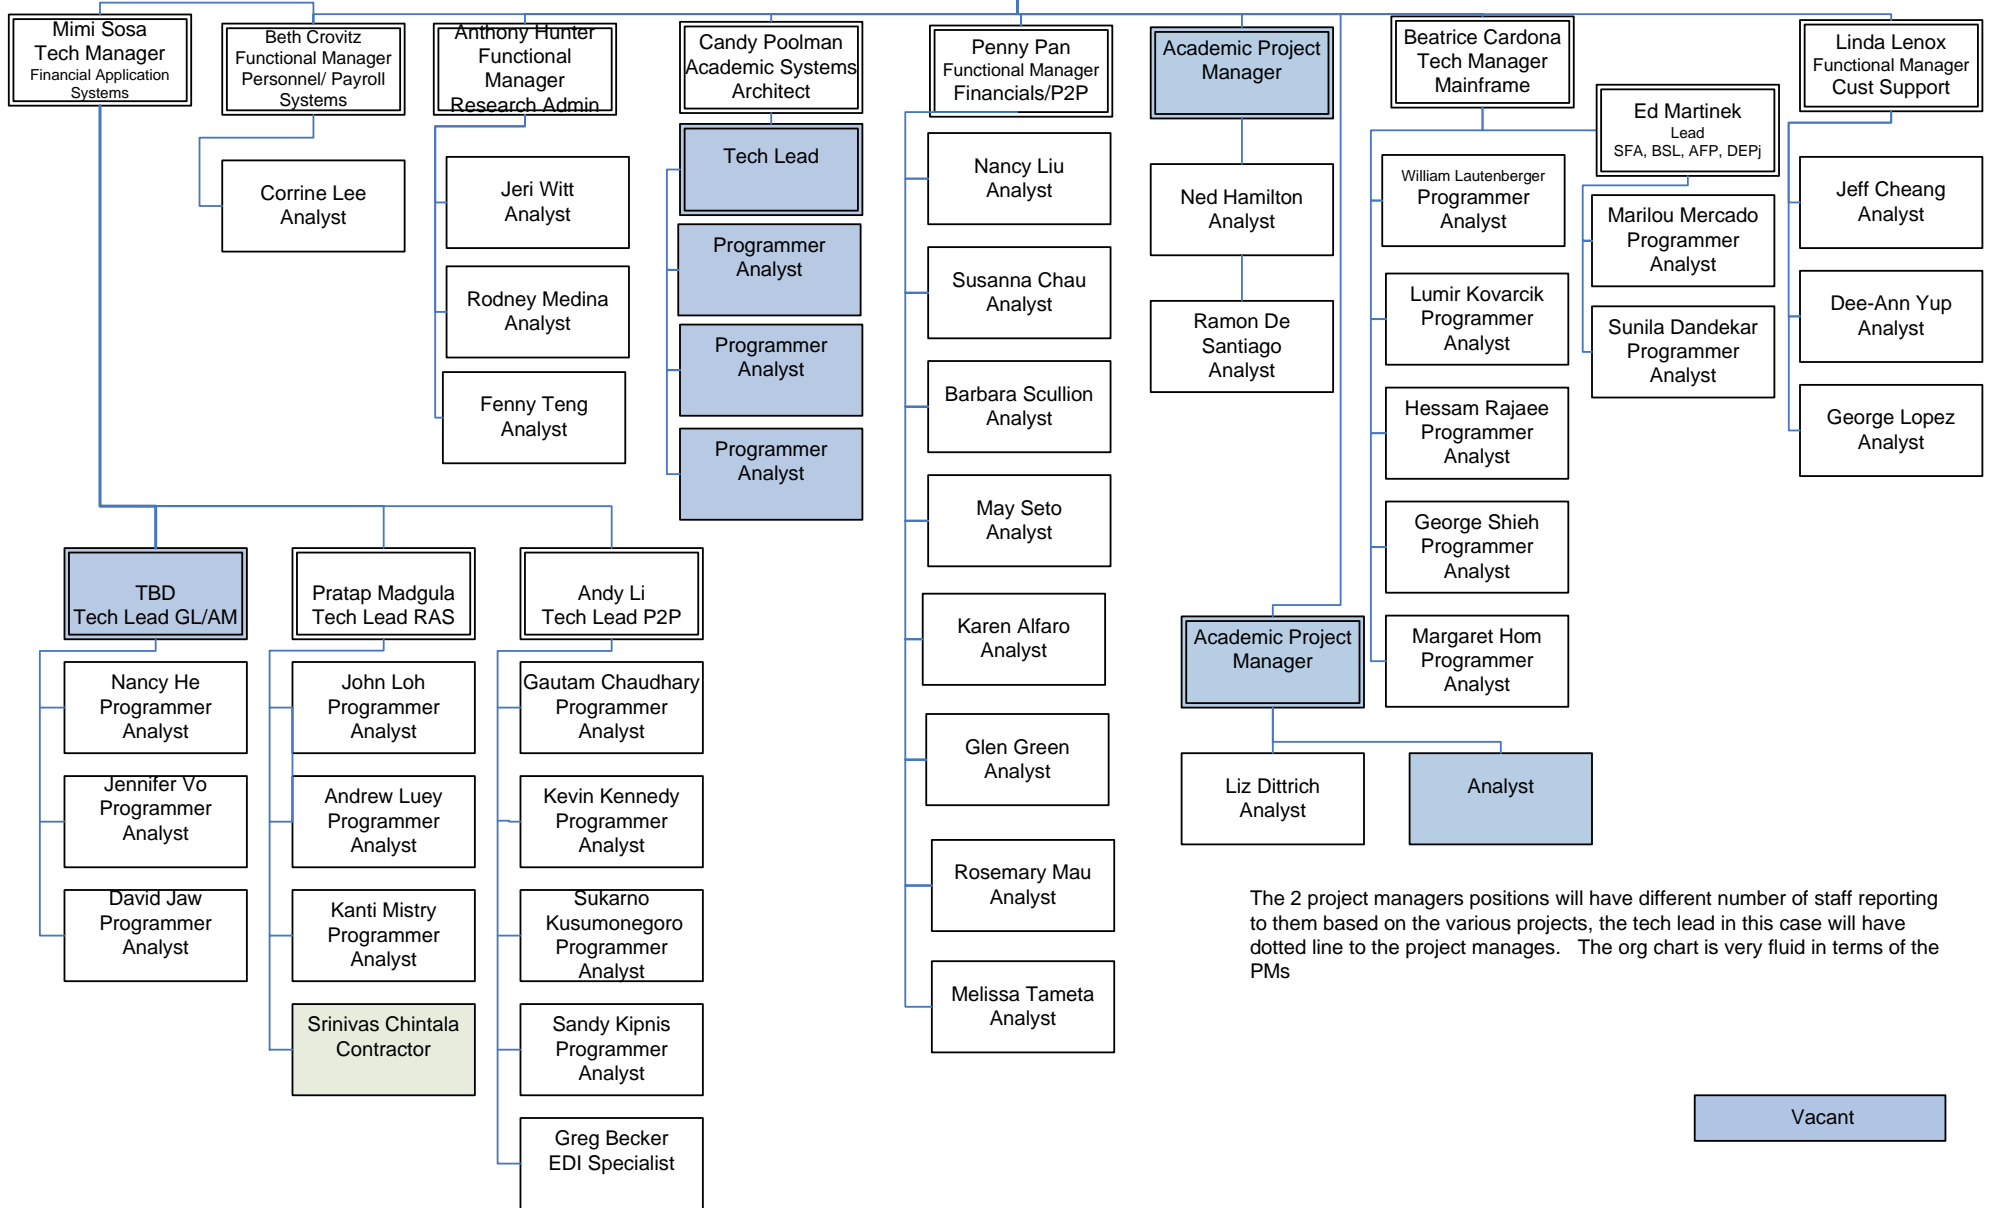 Mimi Sosa
Tech Manager
Financial Application
Systems
Beth Crovitz
Functional Manager
Personnel/ Payroll
Systems
Anthony Hunter
Functional
Manager
Research Admin
Candy Poolman
Academic Systems
Architect
Penny Pan
Functional Manager
Financials/P2P
Academic Project
Manager
Beatrice Cardona
Tech Manager
Mainframe
Linda Lenox
Functional Manager
Cust Support
Ed Martinek
Lead
SFA, BSL, AFP, DEPj
Corrine Lee
Analyst
Jeri Witt
Analyst
Rodney Medina
Analyst
Fenny Teng
Analyst
Tech Lead
Programmer
Analyst
Programmer
Analyst
Programmer
Analyst
Nancy Liu
Analyst
Susanna Chau
Analyst
Barbara Scullion
Analyst
May Seto
Analyst
Karen Alfaro
Analyst
Glen Green
Analyst
Rosemary Mau
Analyst
Melissa Tameta
Analyst
Ned Hamilton
Analyst
Ramon De
Santiago
Analyst
William Lautenberger
Programmer
Analyst
Lumir Kovarcik
Programmer
Analyst
Hessam Rajaee
Programmer
Analyst
George Shieh
Programmer
Analyst
Margaret Hom
Programmer
Analyst
Marilou Mercado
Programmer
Analyst
Sunila Dandekar
Programmer
Analyst
Jeff Cheang
Analyst
Dee-Ann Yup
Analyst
George Lopez
Analyst
TBD
Tech Lead GL/AM
Nancy He
Programmer
Analyst
Jennifer Vo
Programmer
Analyst
David Jaw
Programmer
Analyst
Pratap Madgula
Tech Lead RAS
John Loh
Programmer
Analyst
Andrew Luey
Programmer
Analyst
Kanti Mistry
Programmer
Analyst
Srinivas Chintala
Contractor
Andy Li
Tech Lead P2P
Gautam Chaudhary
Programmer
Analyst
Kevin Kennedy
Programmer
Analyst
Sukarno
Kusumonegoro
Programmer
Analyst
Sandy Kipnis
Programmer
Analyst
Greg Becker
EDI Specialist
Academic Project
Manager
Liz Dittrich
Analyst
Analyst
The 2 project managers positions will have different number of staff reporting
to them based on the various projects, the tech lead in this case will have
dotted line to the project manages. The org chart is very fluid in terms of the
PMs
Vacant